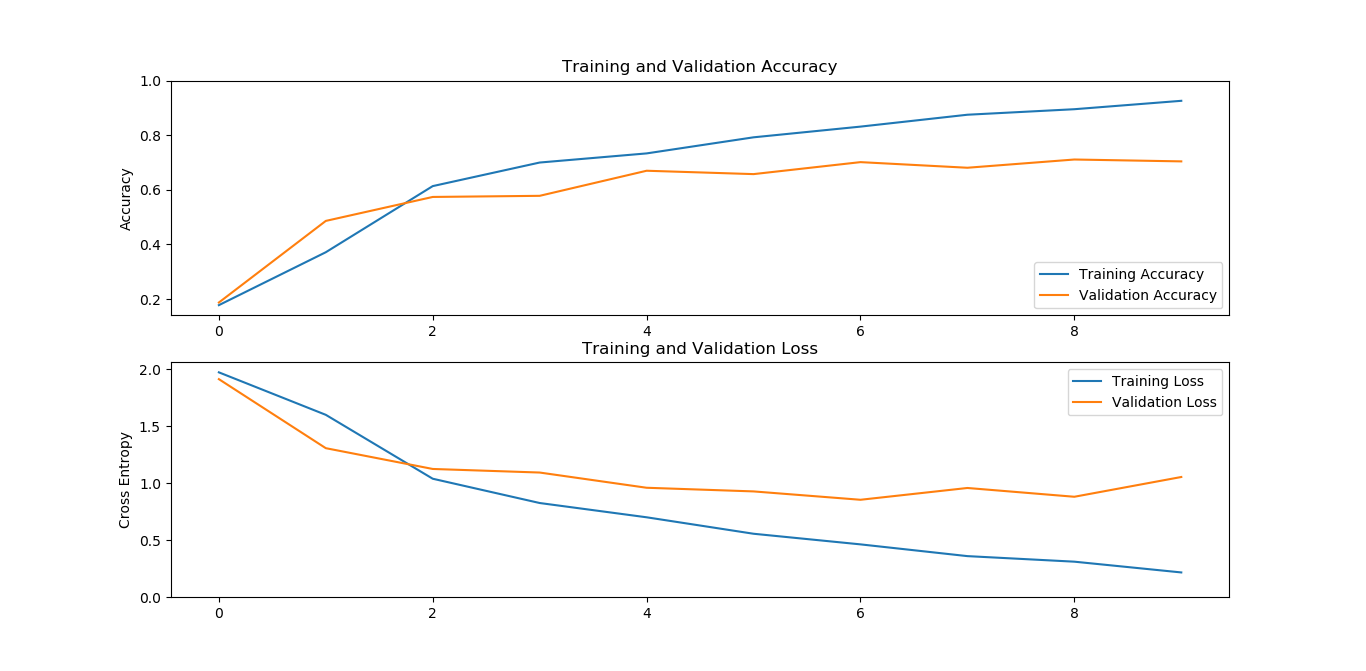 Training and Validation Accuracy
1.0
0.8
0.6
0.4
0.2
Accuracy
Training Accuracy
Validation Accuracy
0 2 4 6 8
Training and Validation Loss
2.0
1.5
1.0
0.5
0.0
Cross Entropy
Training Loss
Validation Loss
0 2 4 6 8